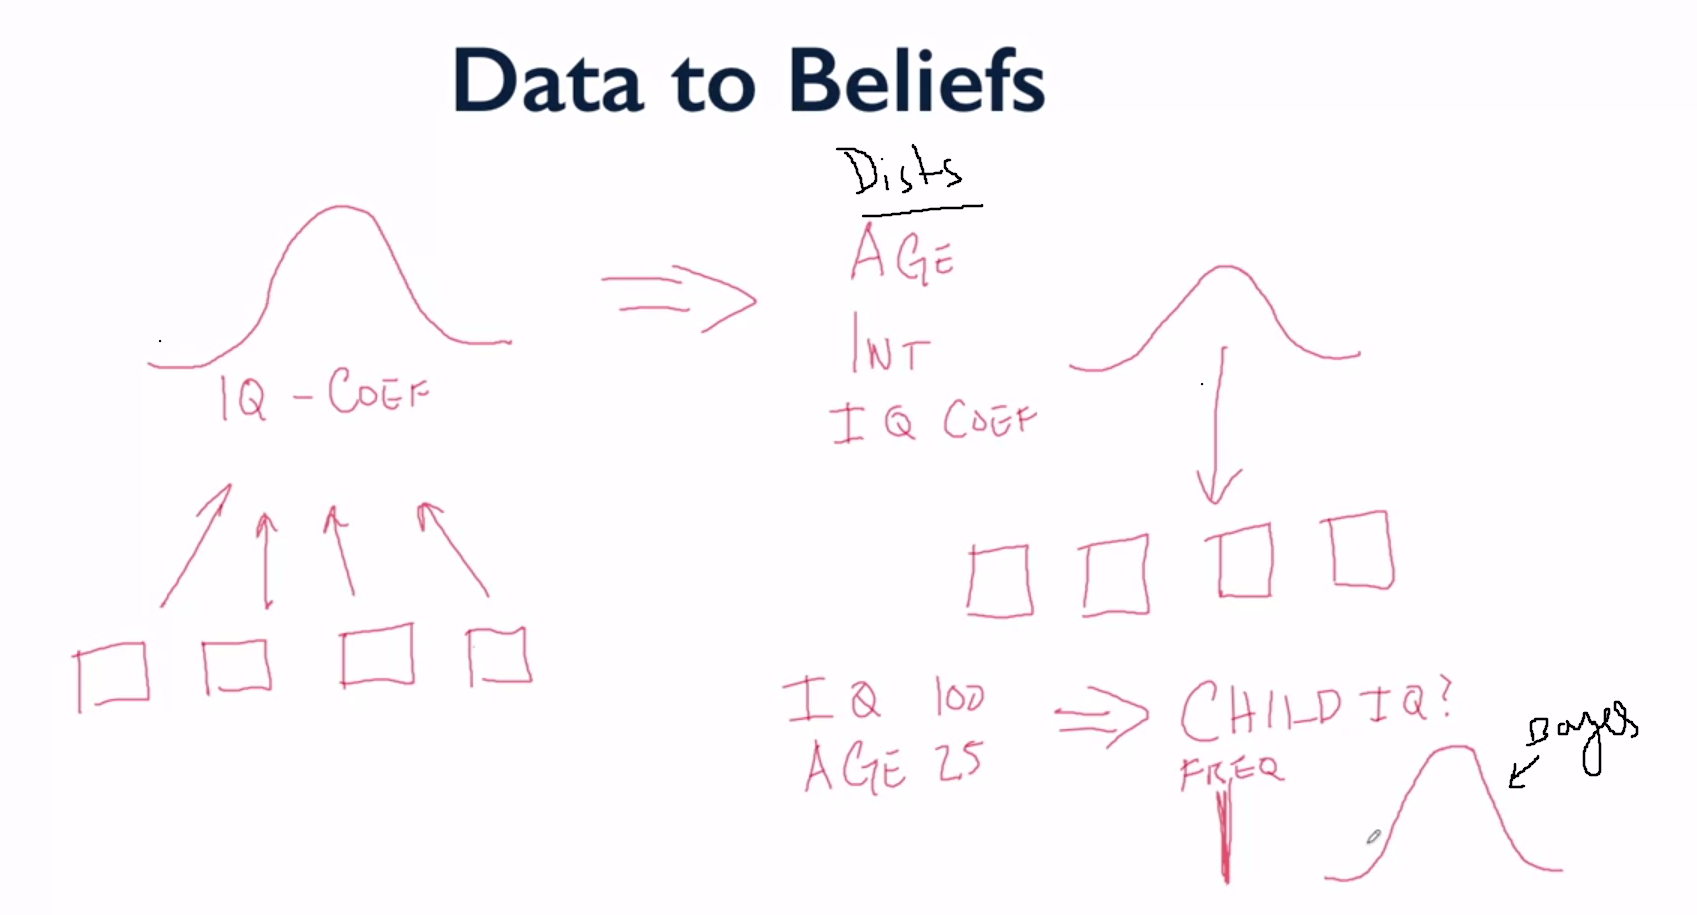 Data to Beliefs
Dists
AGE
INT
IQ COEF
IQ - COEF
IQ 100
AGE 25
CHILD IQ?
FREQ
Bayes